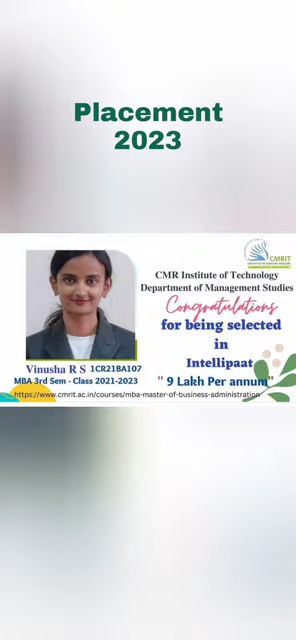 Placement
2023
CMRIT
CMR Institute of Technology
Department of Management Studies
Congratulations
for being selected
in
Intellipaat
" 9 Lakh Per annum"
Vinusha R S 1CR21BA107
MBA 3rd Sem - Class 2021-2023
https://www.cmrit.ac.in/courses/mba-master-of-business-administration